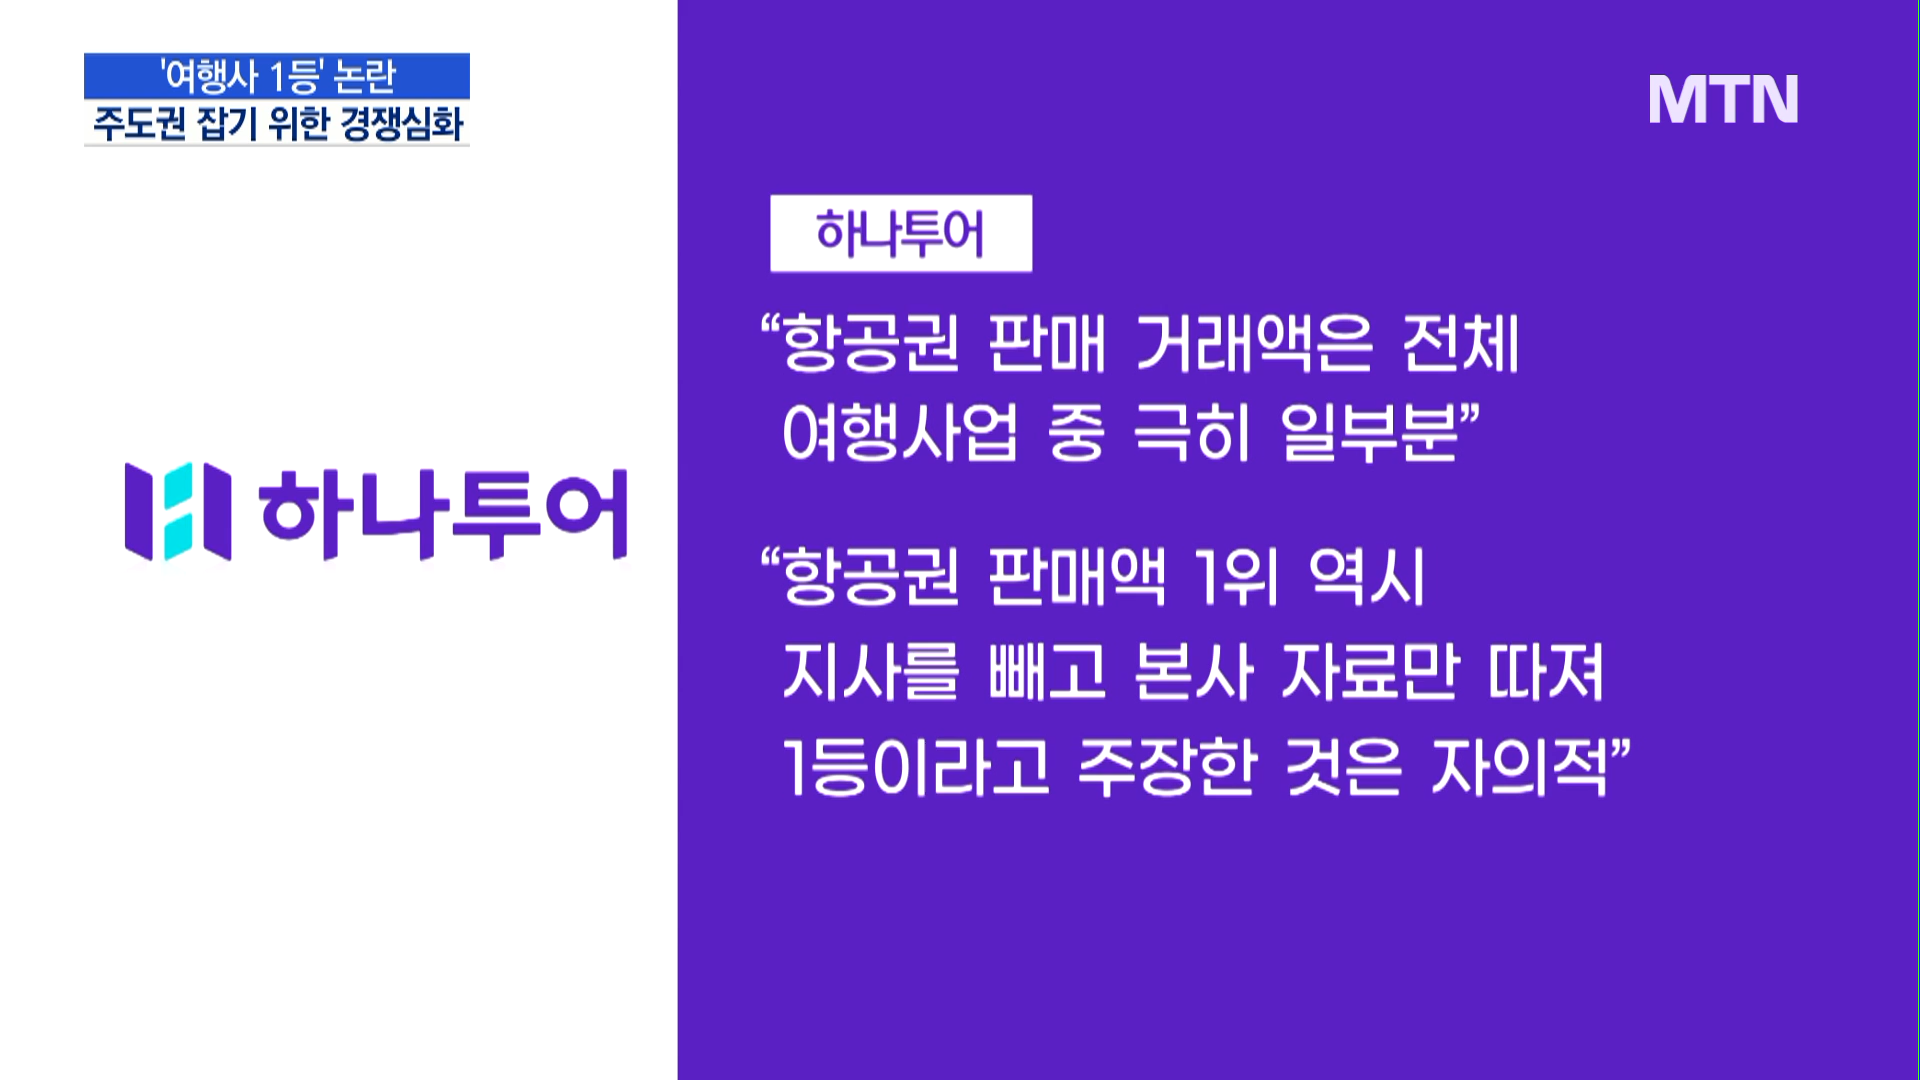 '여행사 1등' 논란
주도권 잡기 위한 경쟁심화
MTN
하나투어
하나투어
“항공권 판매 거래액은 전체
여행사업 중 극히 일부분”
“항공권 판매액 1위 역시
지사를 빼고 본사 자료만 따져
1등이라고 주장한 것은 자의적”